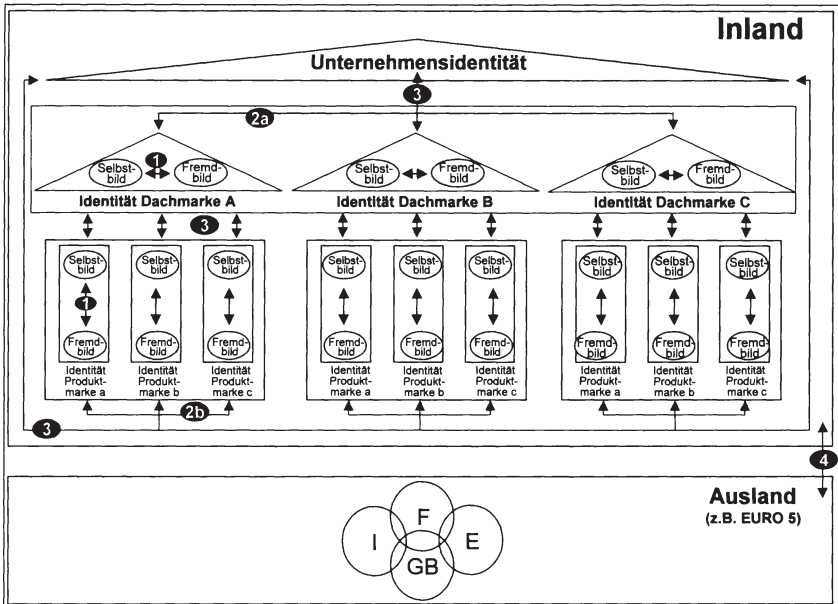 Inland
Unternehmensidentität
3
2a
1
Selbst-
bild
Fremd-
bild
Selbst-
bild
Fremd-
bild
Selbst-
bild
Fremd-
bild
Identität Dachmarke A
Identität Dachmarke B
Identität Dachmarke C
3
Selbst-
bild
Selbst-
bild
Selbst-
bild
Selbst-
bild
Selbst-
bild
Selbst-
bild
Selbst-
bild
Selbst-
bild
Selbst-
bild
1
Fremd-
bild
Fremd-
bild
Fremd-
bild
Fremd-
bild
Fremd-
bild
Fremd-
bild
Fremd-
bild
Fremd-
bild
Fremd-
bild
Identität
Produkt-
marke a
Identität
Produkt-
marke b
Identität
Produkt-
marke c
Identität
Produkt-
marke a
Identität
Produkt-
marke b
Identität
Produkt-
marke c
Identität
Produkt-
marke a
Identität
Produkt-
marke b
Identität
Produkt-
marke c
2b
3
4
Ausland
(z.B. EURO 5)
F
I
E
GB